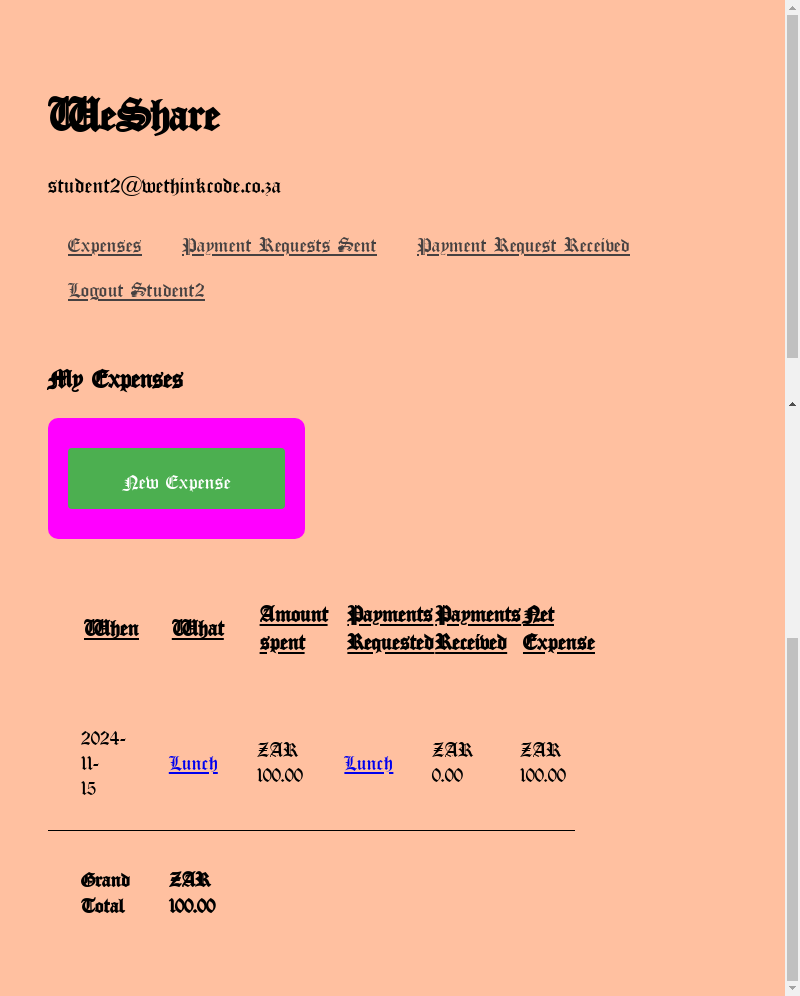 WeShare
student2@wethinkcode.co.za
Expenses Payment Requests Sent Payment Request Received
Logout Student2
My Expenses
New Expense
When What Amount spent Payments Requested Payments Received Net Expense
2024-11-15 Lunch ZAR 100.00 Lunch ZAR 0.00 ZAR 100.00
Grand Total ZAR 100.00